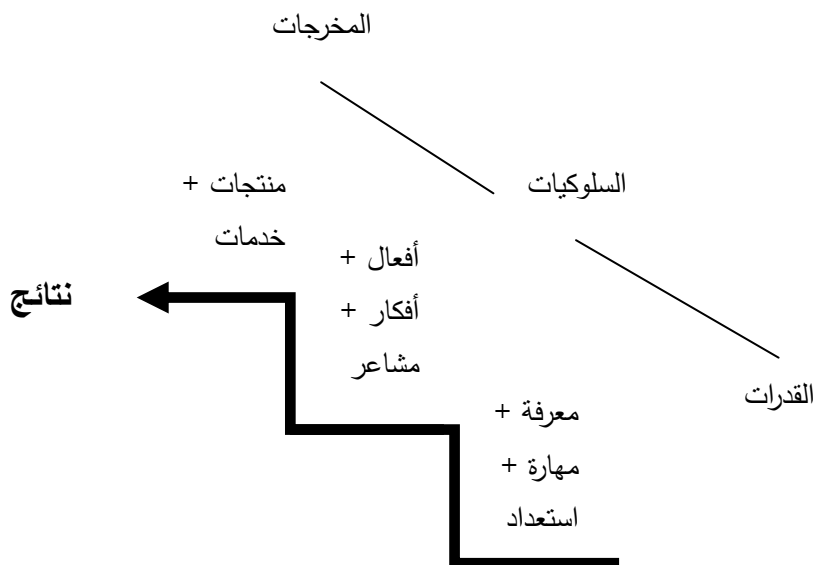 المخرجات
السلوكيات
القدرات
منتجات +
خدمات
أفعال +
أفكار +
مشاعر
معرفة +
مهارة +
استعداد
نتائج